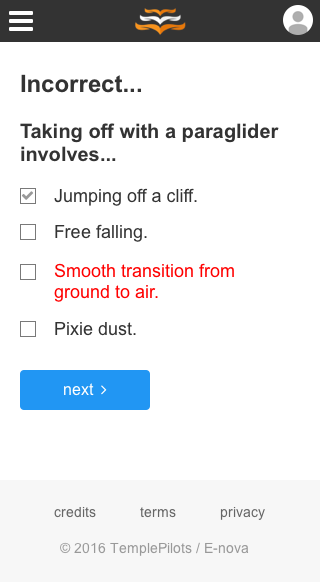 Incorrect...
Taking off with a paraglider
involves...
Jumping off a cliff.
Free falling.
Smooth transition from
ground to air.
Pixie dust.
next
credits terms privacy
© 2016 TemplePilots / E-nova